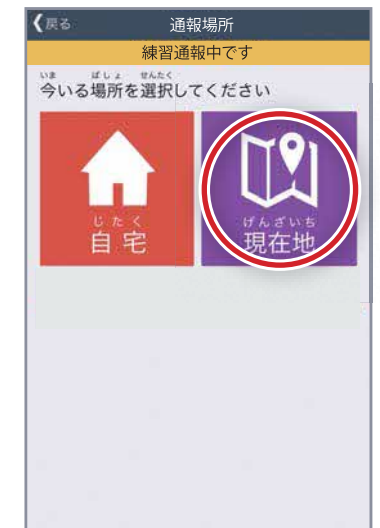 戻る
通報場所
練習通報中です
いま ばしょ せんたく
今いる場所を選択してください
じたく
自宅
げんざいち
現在地